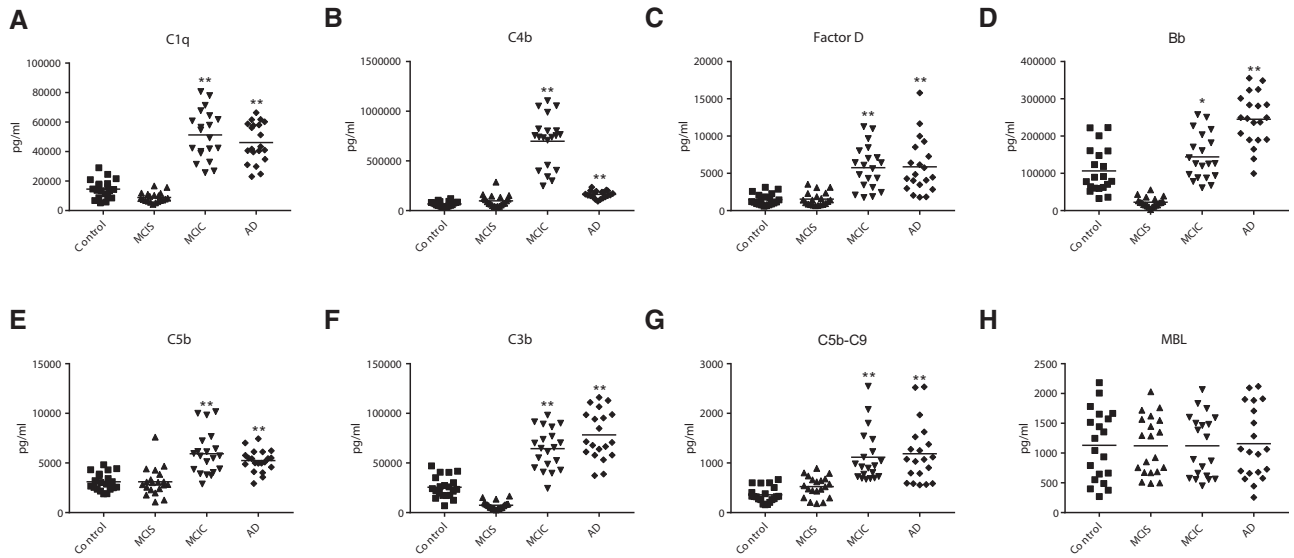 A
C1q
pg/ml
100000
80000
60000
40000
20000
0
**
**
Control
MCIS
MCIC
AD
B
C4b
pg/ml
1500000
1000000
500000
0
**
**
Control
MCIS
MCIC
AD
C
Factor D
pg/ml
20000
15000
10000
5000
0
**
**
Control
MCIS
MCIC
AD
D
Bb
pg/ml
400000
300000
200000
100000
0
*
**
Control
MCIS
MCIC
AD
E
C5b
pg/ml
15000
10000
5000
0
**
**
Control
MCIS
MCIC
AD
F
C3b
pg/ml
150000
100000
50000
0
**
**
Control
MCIS
MCIC
AD
G
C5b-C9
pg/ml
3000
2000
1000
0
**
**
Control
MCIS
MCIC
AD
H
MBL
pg/ml
2500
2000
1500
1000
500
0
Control
MCIS
MCIC
AD